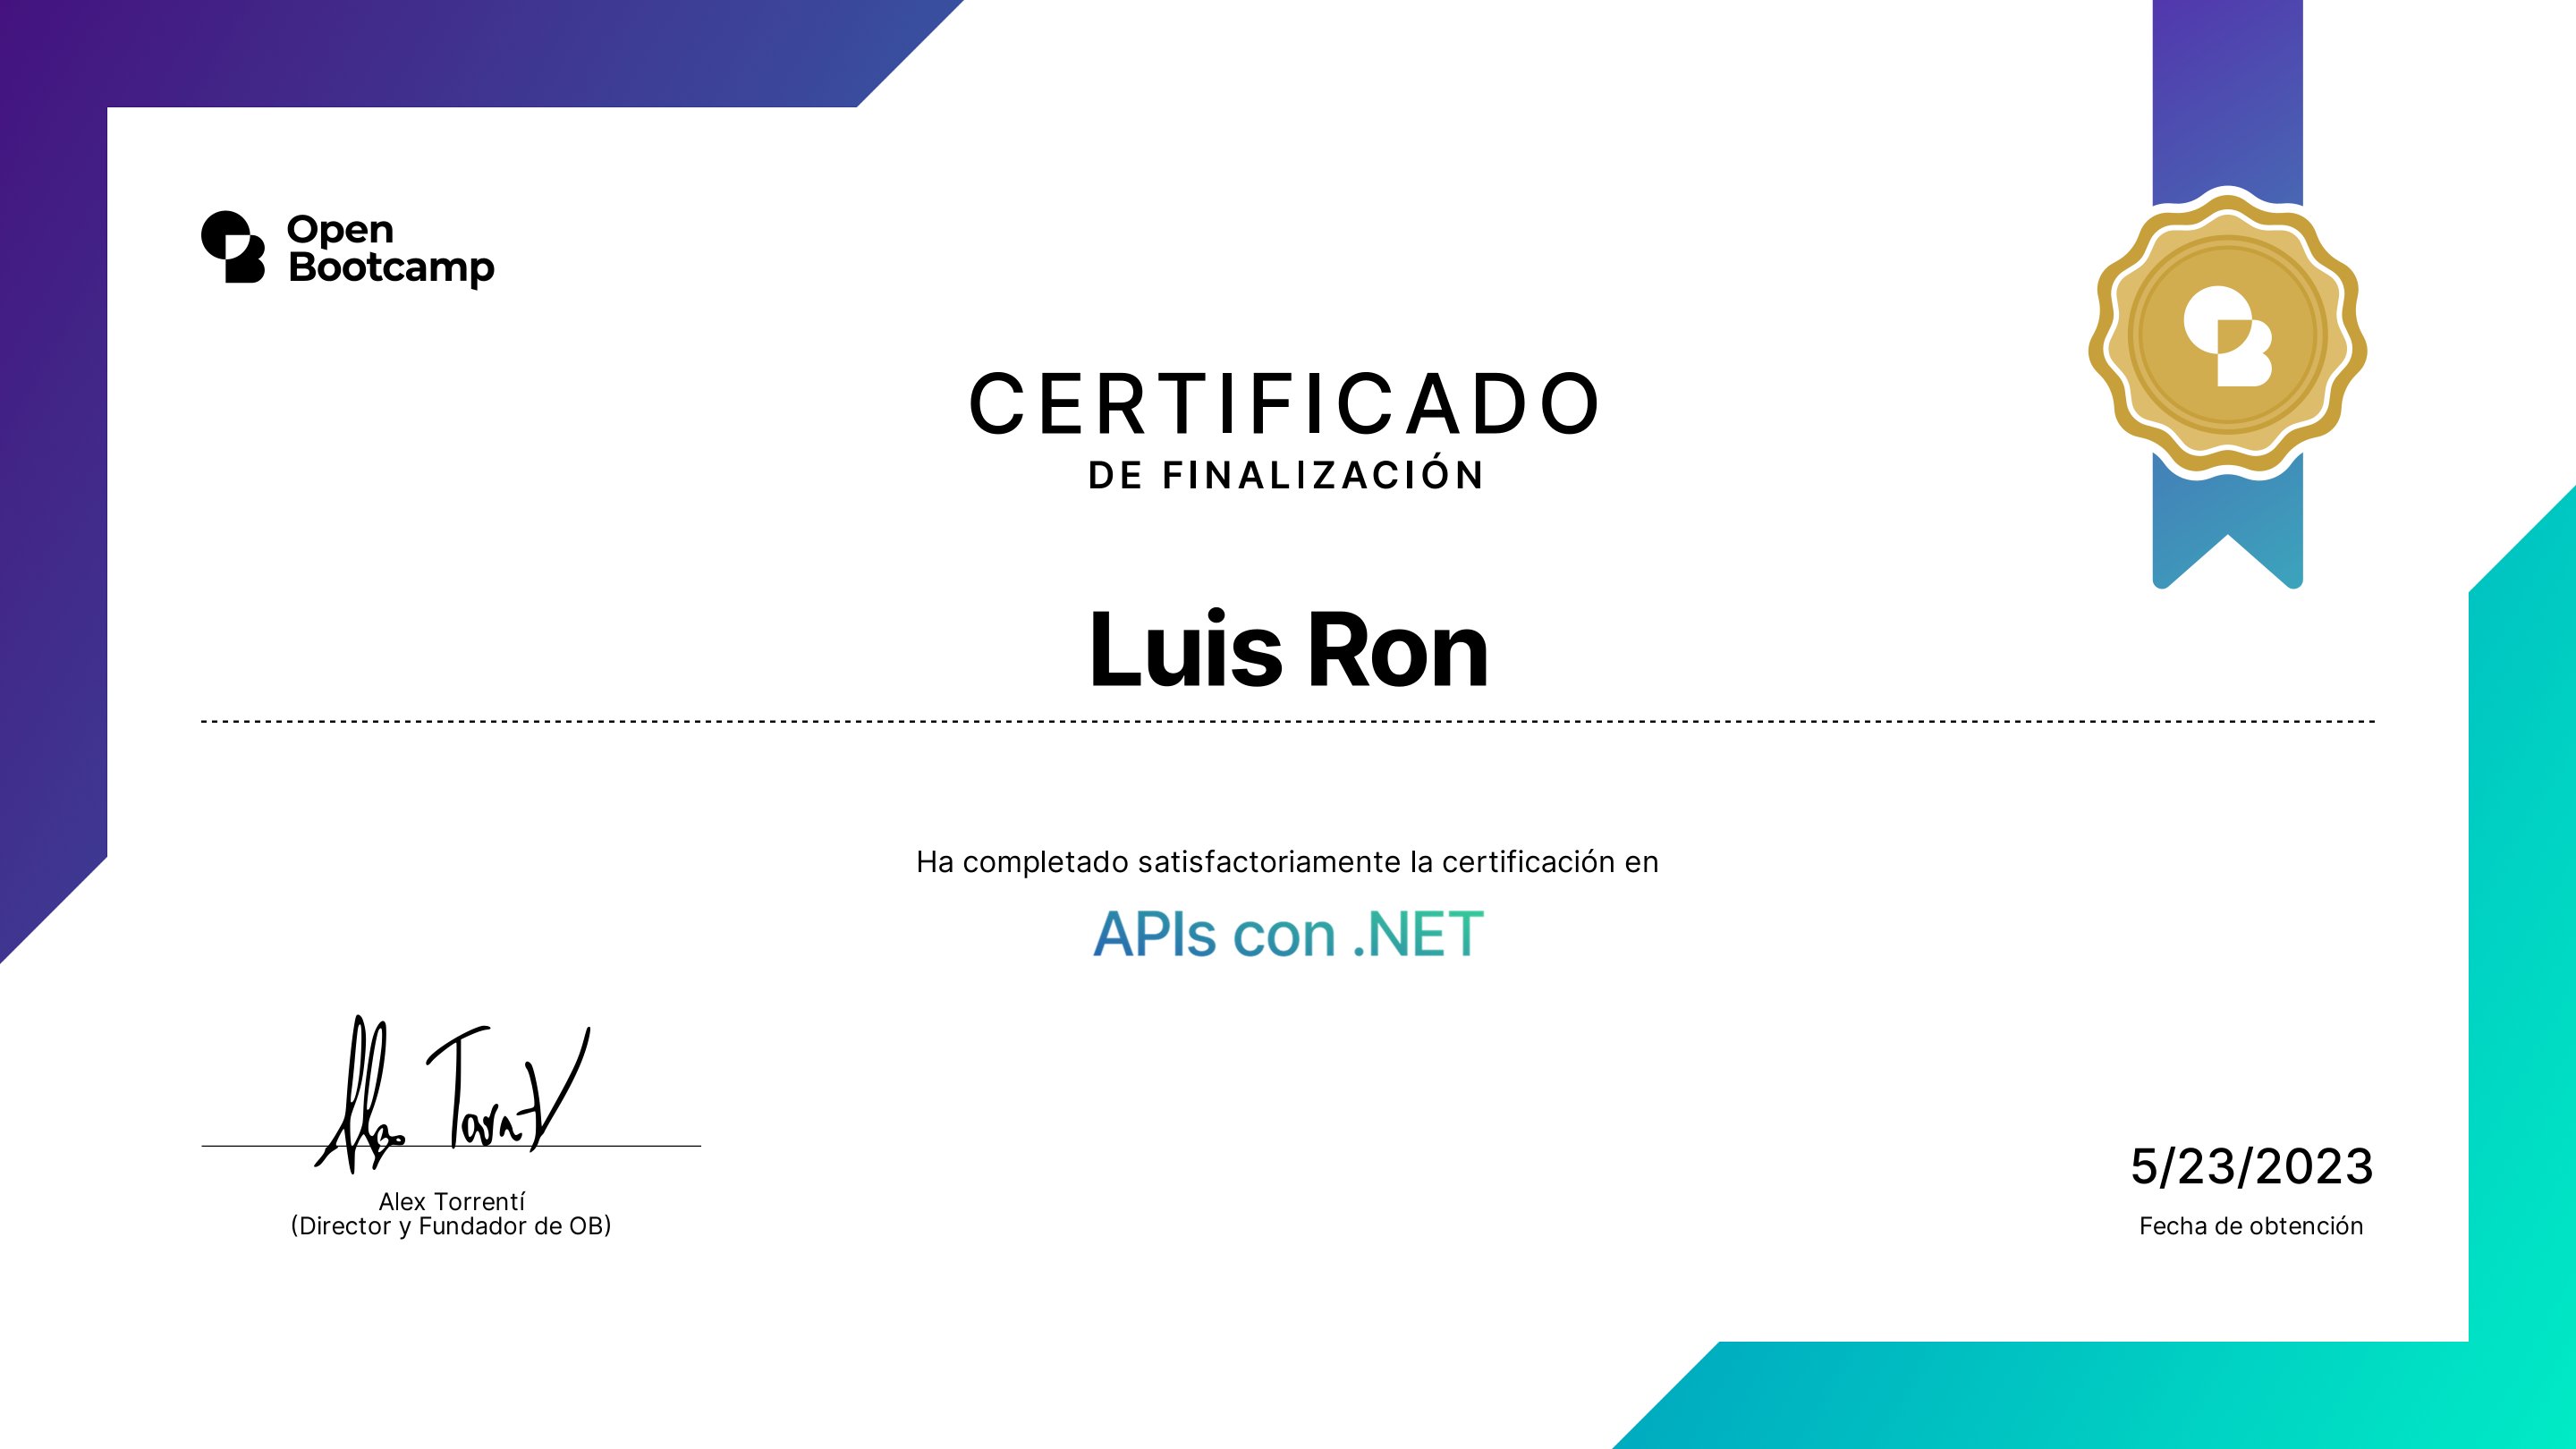 Open
Bootcamp
CERTIFICADO
DE FINALIZACIÓN
Luis Ron
Ha completado satisfactoriamente la certificación en
APIs con .NET
Alex Torrentí
(Director y Fundador de OB)
5/23/2023
Fecha de obtención